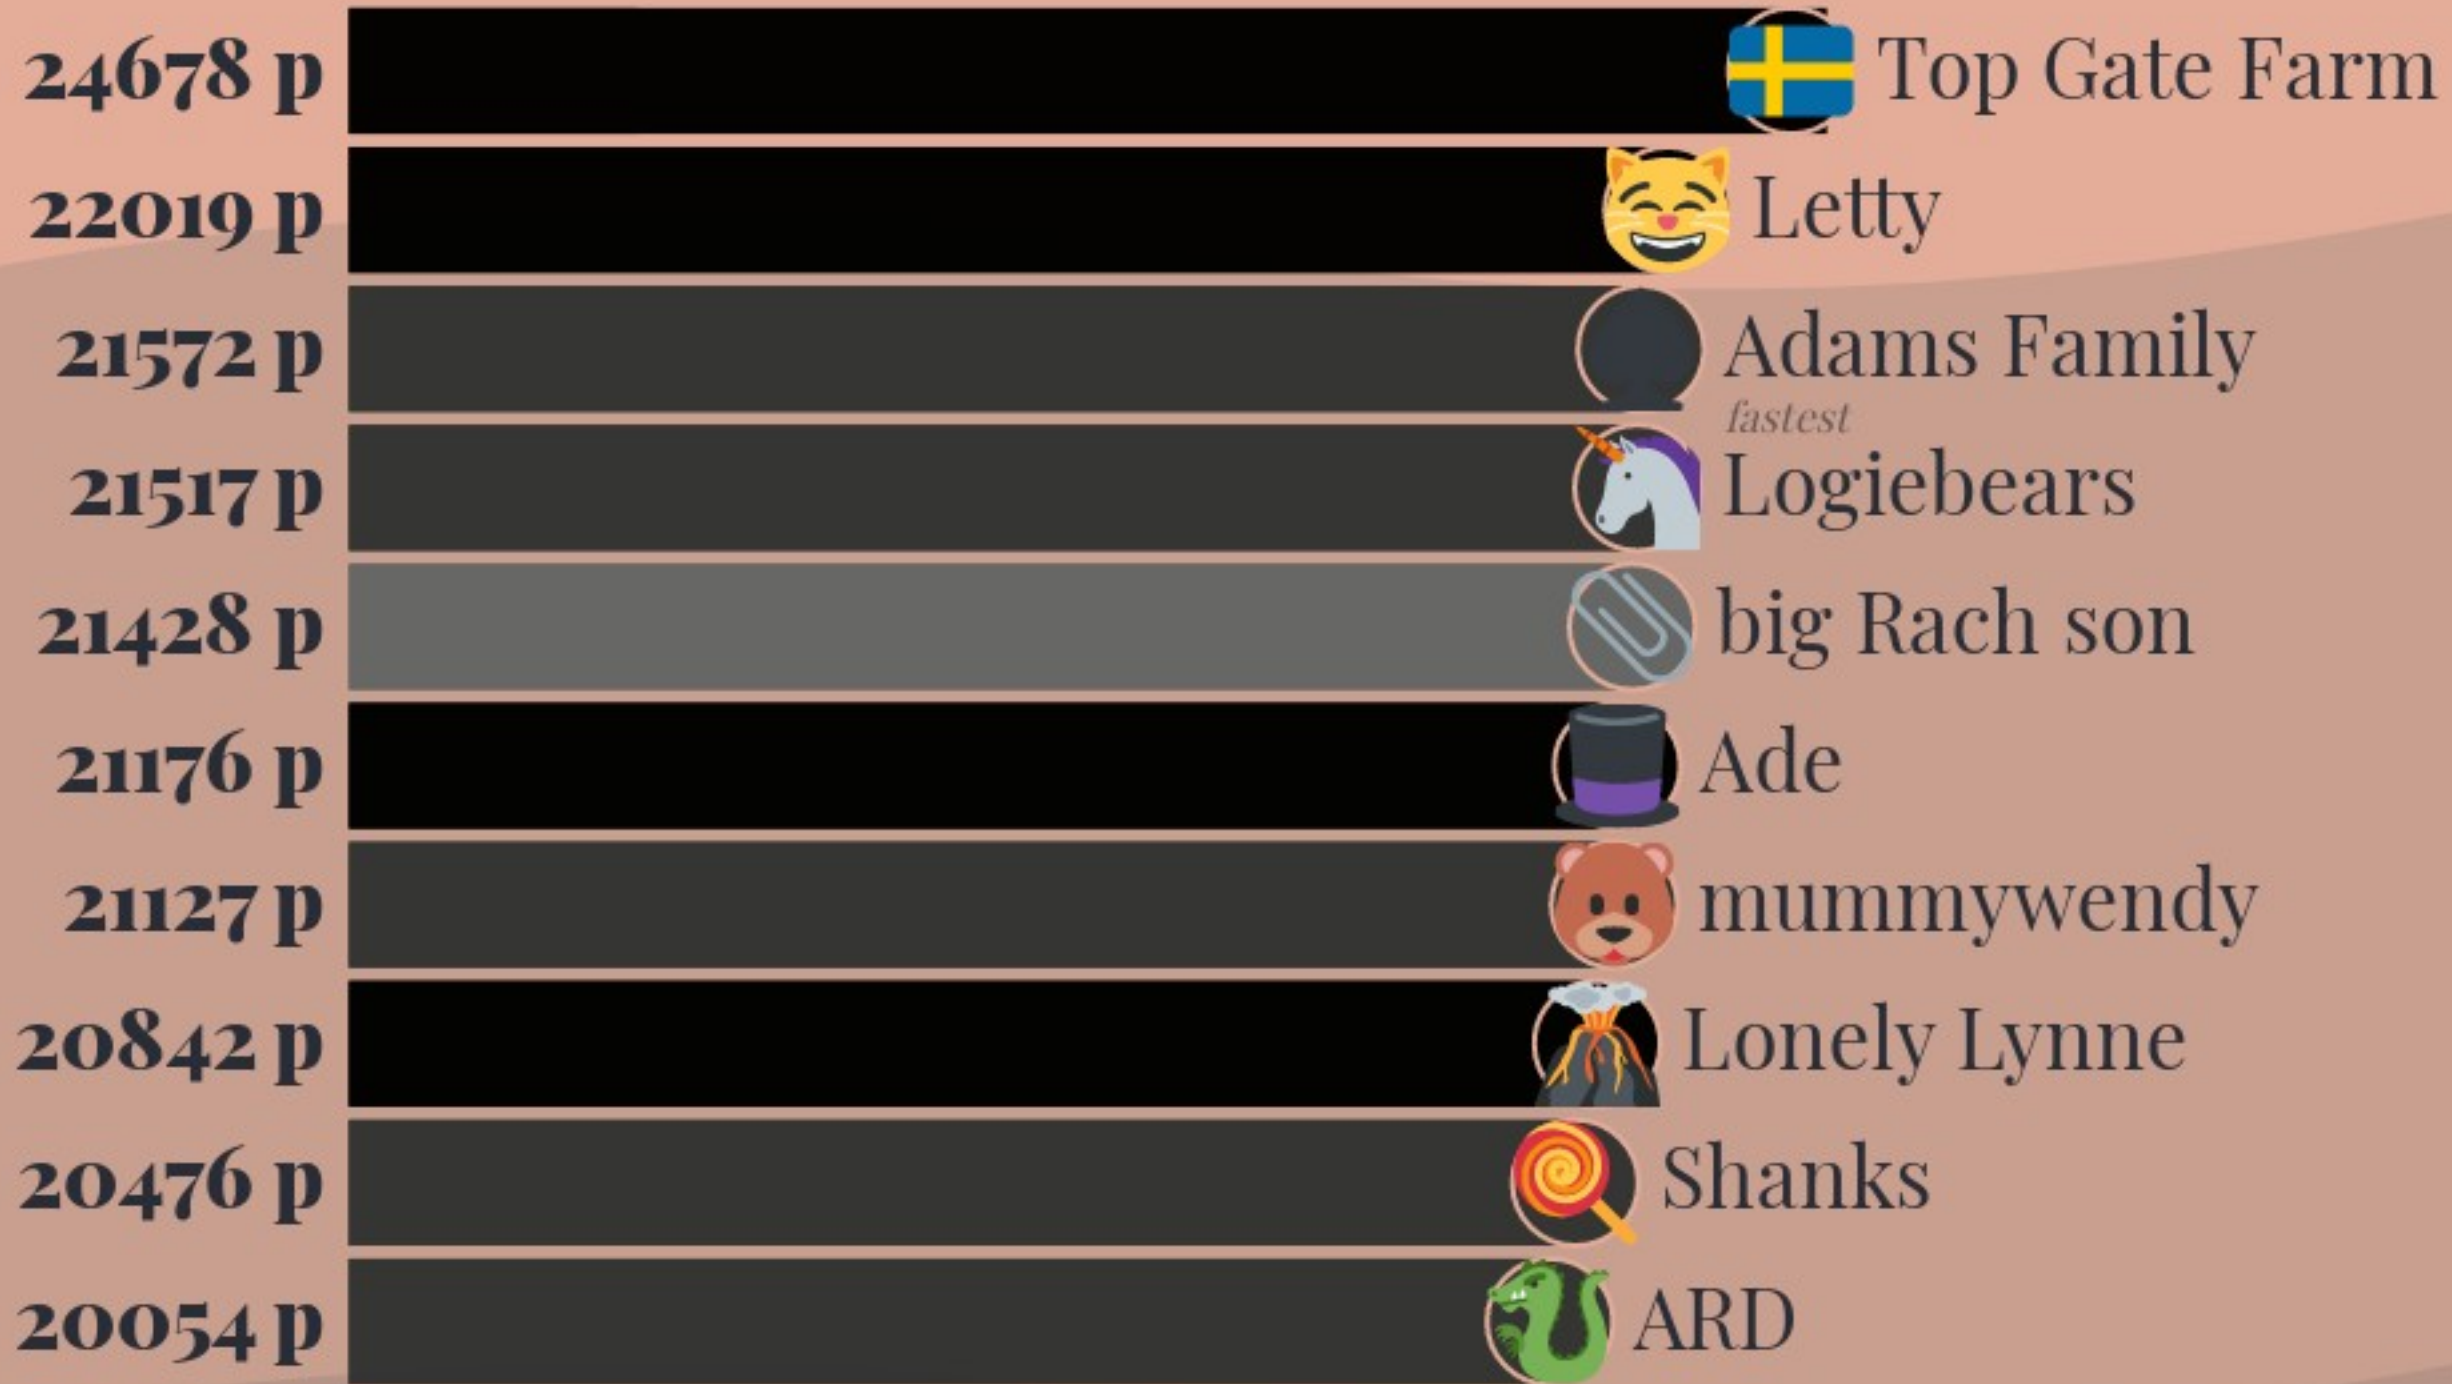 24678 p Top Gate Farm
22019 p Letty
21572 p Adams Family
fastest
21517 p Logiebears
21428 p big Rach son
21176 p Ade
21127 p mummywendy
20842 p Lonely Lynne
20476 p Shanks
20054 p ARD